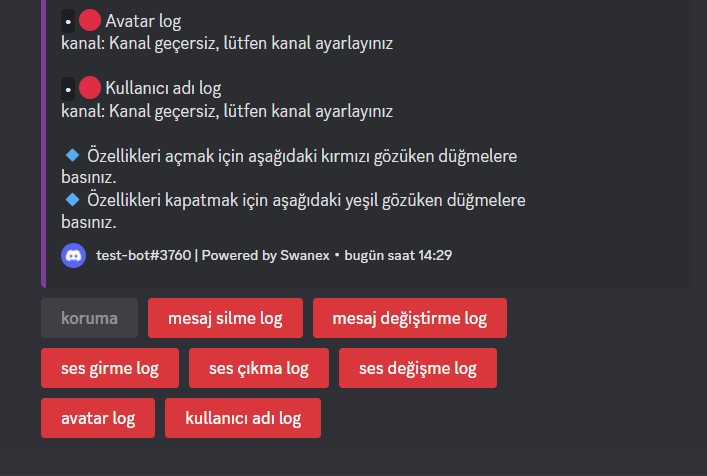 • 🔴 Avatar log
kanal: Kanal geçersiz, lütfen kanal ayarlayınız
• 🔴 Kullanıcı adı log
kanal: Kanal geçersiz, lütfen kanal ayarlayınız
🔹 Özellikleri açmak için aşağıdaki kırmızı gözüken düğmelere
basınız.
🔹 Özellikleri kapatmak için aşağıdaki yeşil gözüken düğmelere
basınız.
test-bot#3760 | Powered by Swanex • bugün saat 14:29
koruma mesaj silme log mesaj değiştirme log
ses girme log ses çıkma log ses değişme log
avatar log kullanıcı adı log